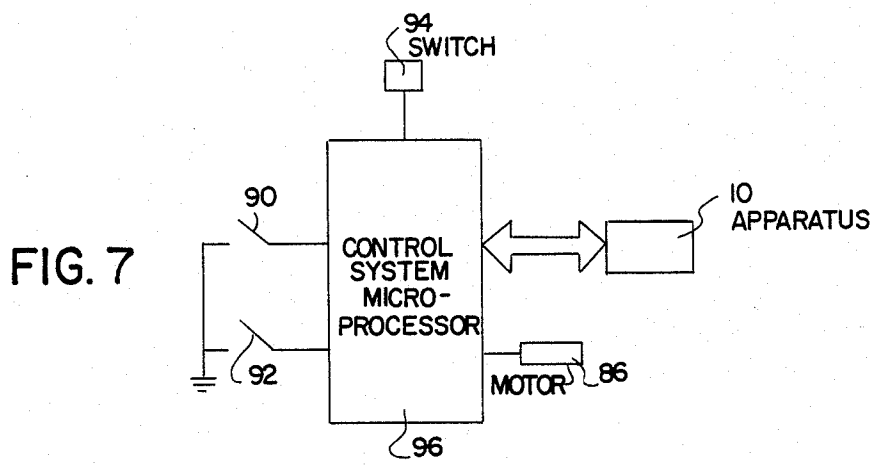 94
SWITCH
90
10
APPARATUS
FIG. 7
CONTROL
SYSTEM
MICRO-
PROCESSOR
92
MOTOR
86
96